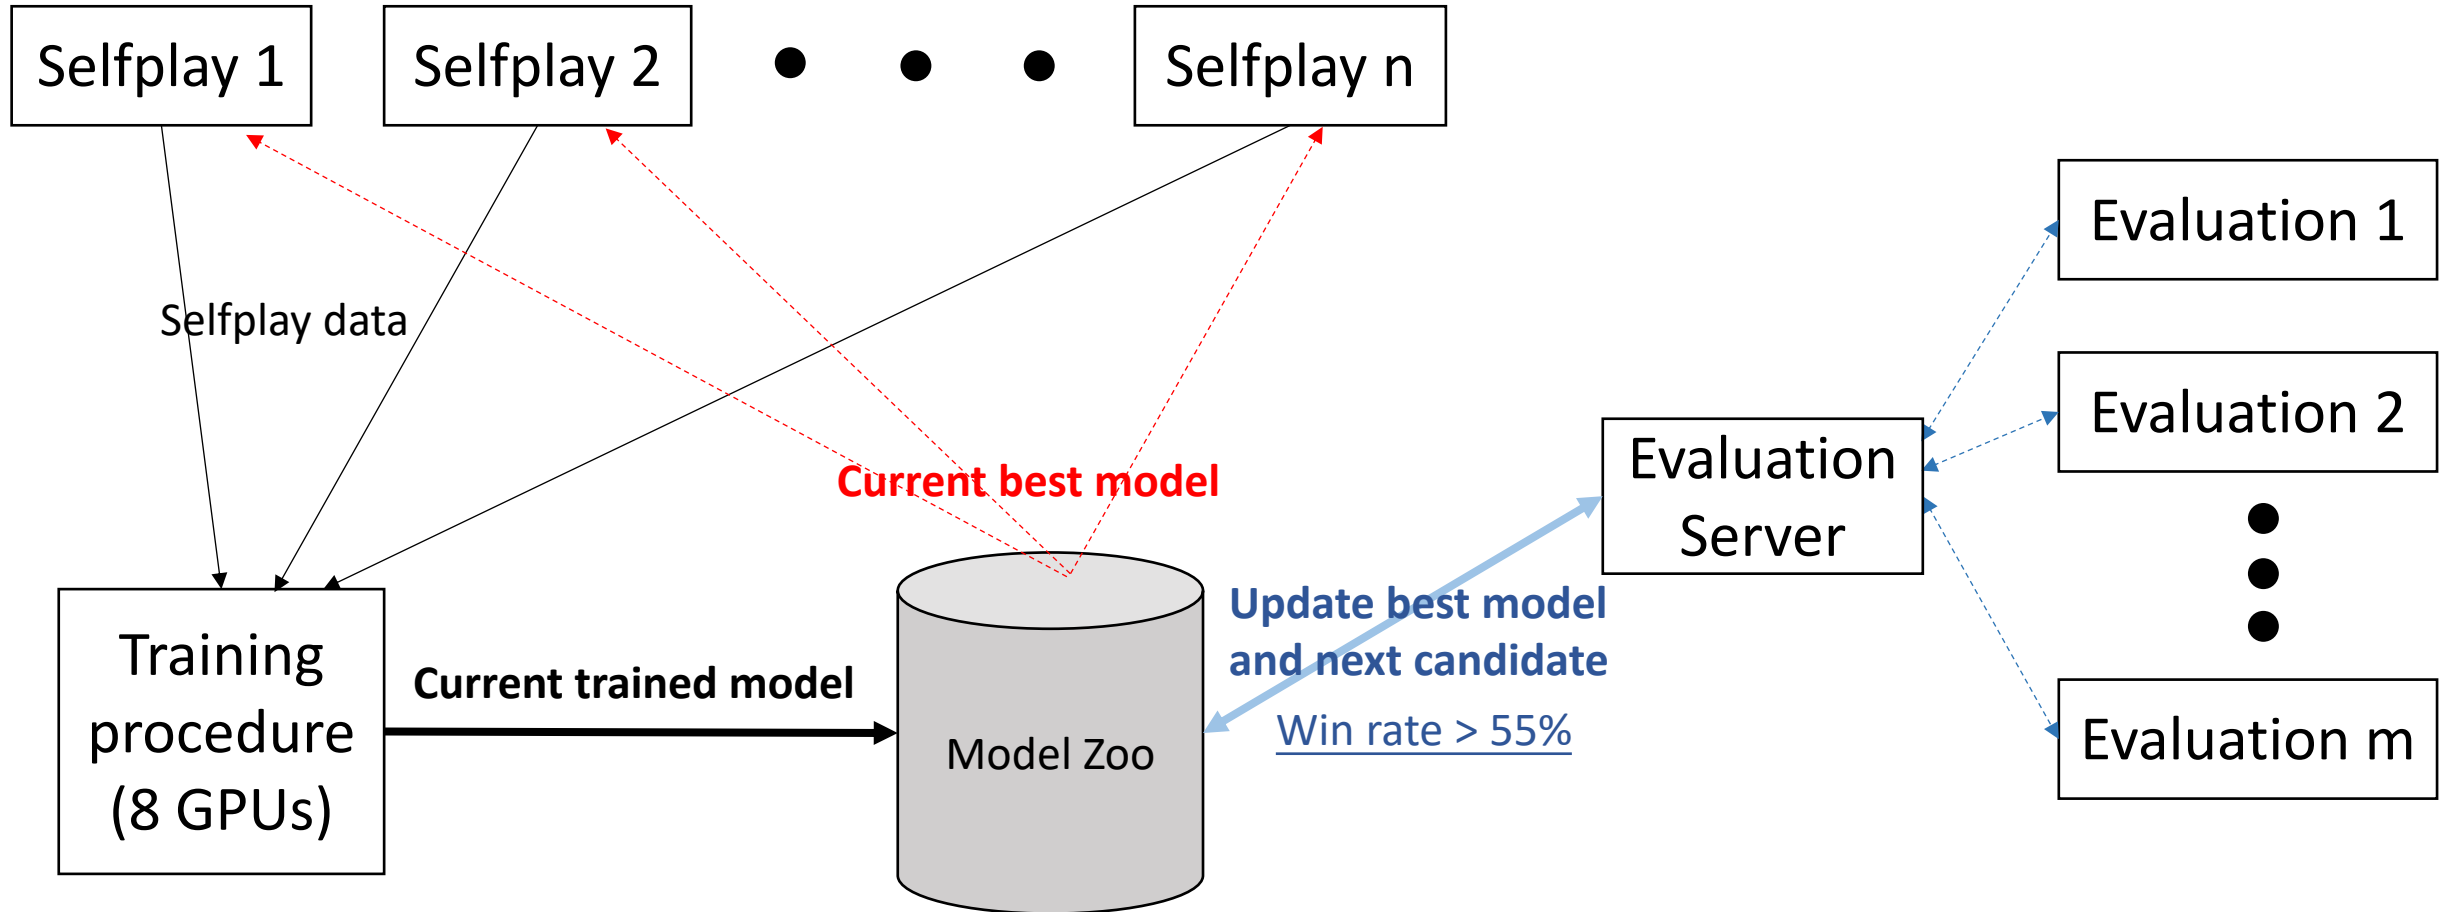 Selfplay 1
Selfplay 2
Selfplay n
Selfplay data
Current best model
Training
procedure
(8 GPUs)
Current trained model
Model Zoo
Update best model
and next candidate
Win rate > 55%
Evaluation
Server
Evaluation 1
Evaluation 2
Evaluation m